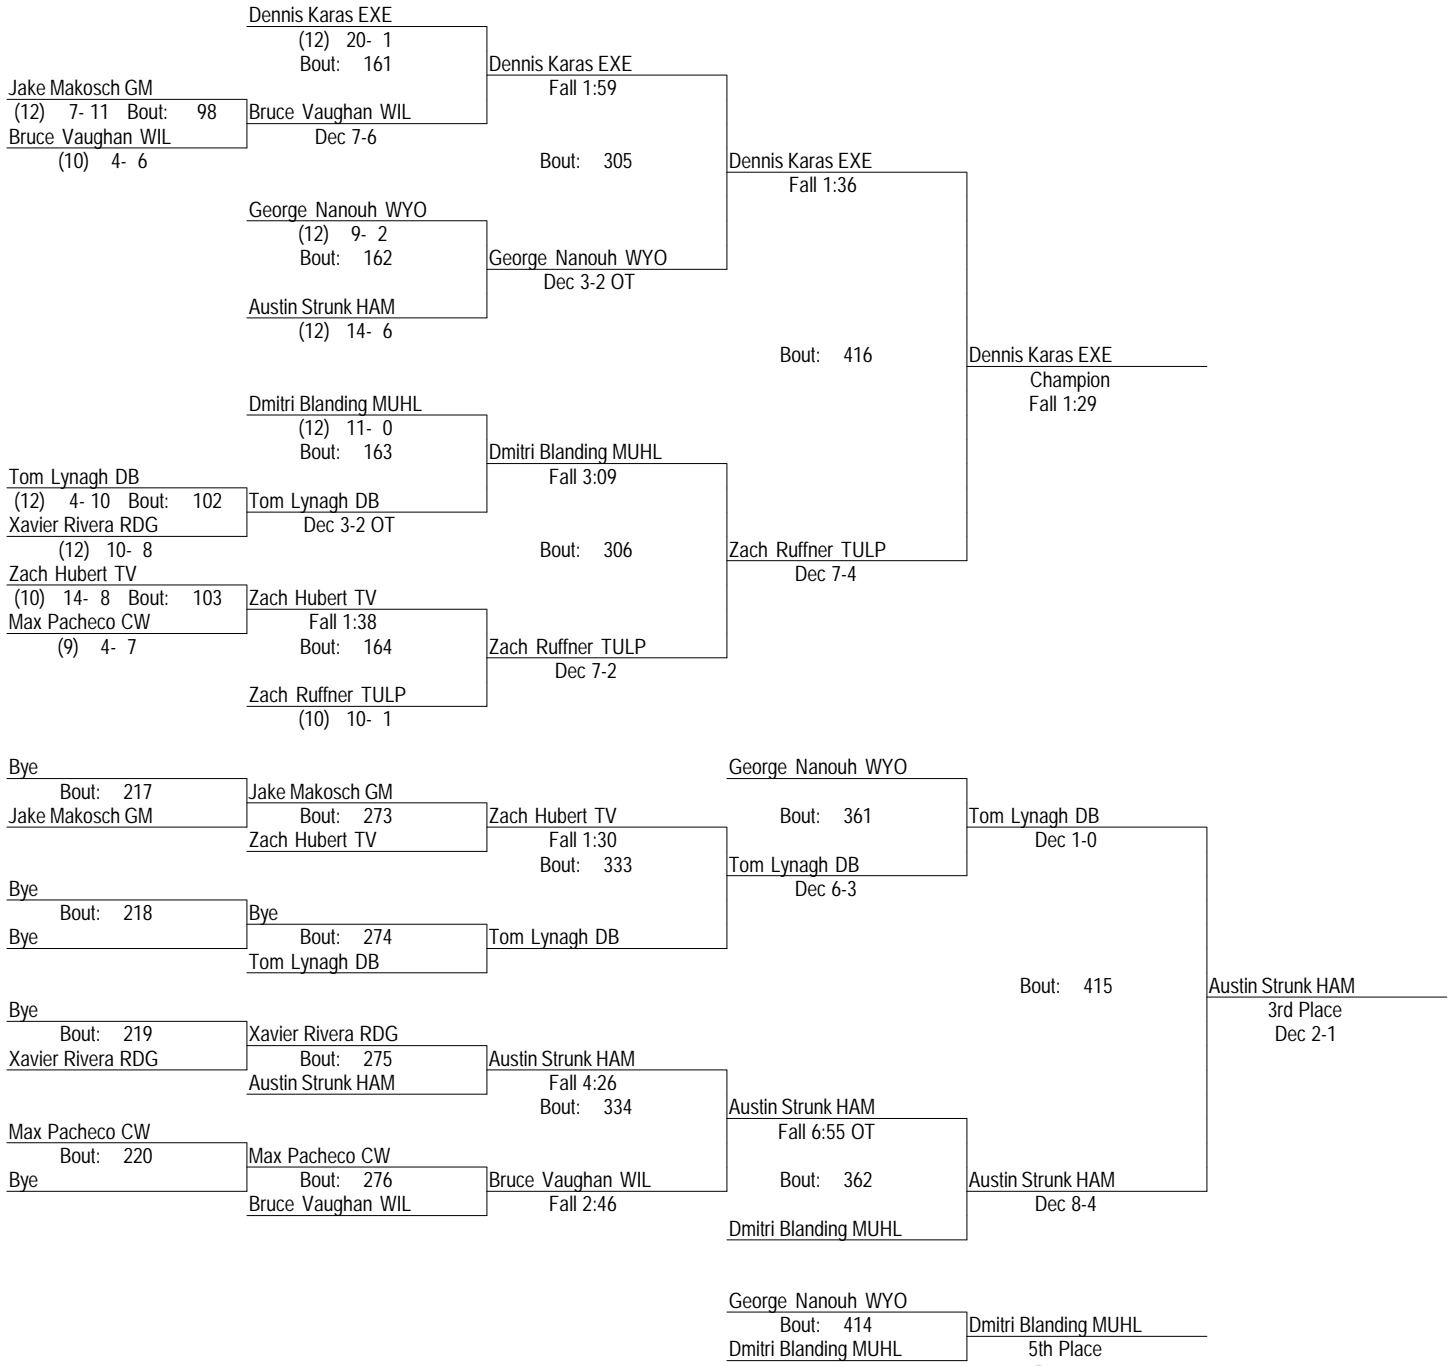 Dennis Karas EXE
(12) 20- 1
Bout: 161
Dennis Karas EXE
Fall 1:59
Jake Makosch GM
(12) 7- 11 Bout: 98
Bruce Vaughan WIL
Bruce Vaughan WIL
Dec 7-6
(10) 4- 6
Bout: 305
Dennis Karas EXE
Fall 1:36
George Nanouh WYO
(12) 9- 2
Bout: 162
George Nanouh WYO
Dec 3-2 OT
Austin Strunk HAM
(12) 14- 6
Bout: 416
Dennis Karas EXE
Champion
Fall 1:29
Dmitri Blanding MUHL
(12) 11- 0
Bout: 163
Dmitri Blanding MUHL
Fall 3:09
Tom Lynagh DB
(12) 4- 10 Bout: 102
Tom Lynagh DB
Xavier Rivera RDG
Dec 3-2 OT
(12) 10- 8
Bout: 306
Zach Ruffner TULP
Dec 7-4
Zach Hubert TV
(10) 14- 8 Bout: 103
Zach Hubert TV
Max Pacheco CW
Fall 1:38
(9) 4- 7
Bout: 164
Zach Ruffner TULP
Dec 7-2
Zach Ruffner TULP
(10) 10- 1
Bye
Bout: 217
Jake Makosch GM
Jake Makosch GM
Bout: 273
Zach Hubert TV
Zach Hubert TV
Fall 1:30
Bout: 333
George Nanouh WYO
Bout: 361
Tom Lynagh DB
Dec 1-0
Tom Lynagh DB
Dec 6-3
Bye
Bout: 218
Bye
Bye
Bout: 274
Tom Lynagh DB
Tom Lynagh DB
Bout: 415
Austin Strunk HAM
3rd Place
Dec 2-1
Bye
Bout: 219
Xavier Rivera RDG
Xavier Rivera RDG
Bout: 275
Austin Strunk HAM
Austin Strunk HAM
Fall 4:26
Bout: 334
Austin Strunk HAM
Fall 6:55 OT
Max Pacheco CW
Bout: 220
Bye
Max Pacheco CW
Bout: 276
Bruce Vaughan WIL
Bruce Vaughan WIL
Fall 2:46
Bout: 362
Austin Strunk HAM
Dec 8-4
Dmitri Blanding MUHL
George Nanouh WYO
Bout: 414
Dmitri Blanding MUHL
Dmitri Blanding MUHL
5th Place